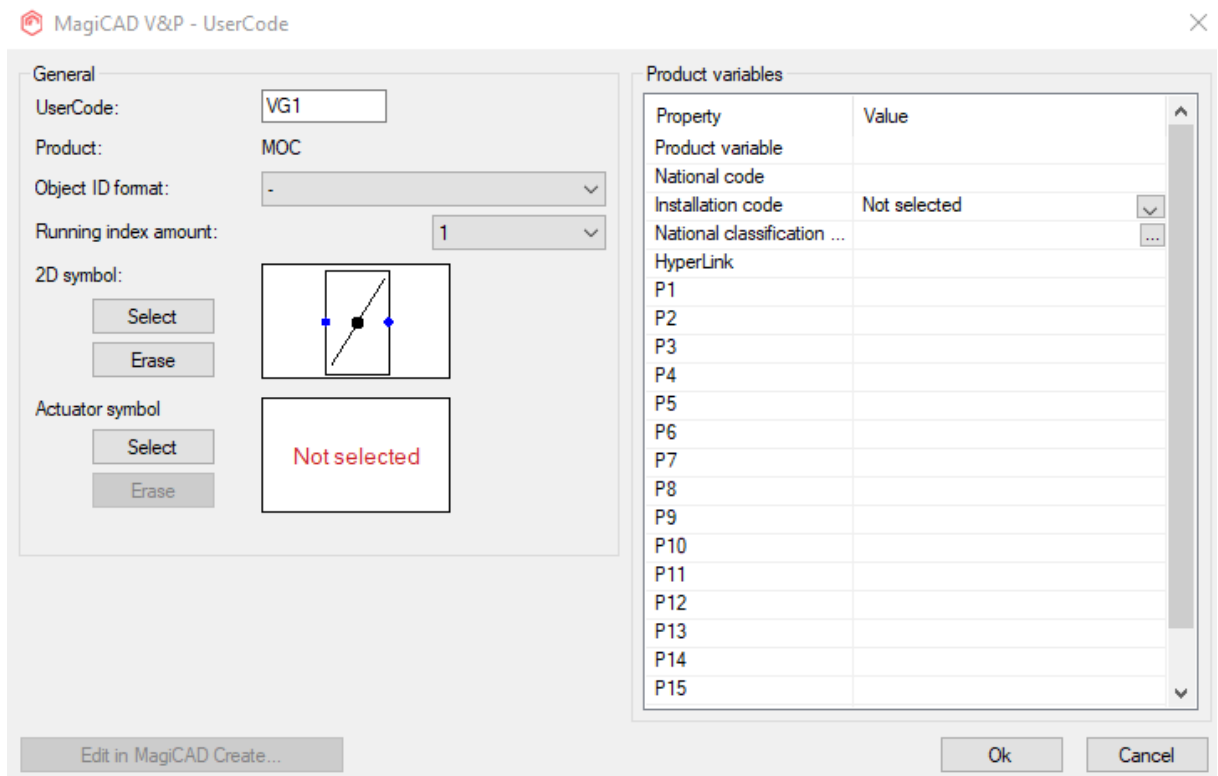 MagiCAD V&P - UserCode
General
UserCode:
VG1
Product:
MOC
Object ID format:
-
Running index amount:
1
2D symbol:
Select
Erase
Actuator symbol
Select
Erase
Not selected
Product variables
Property Value
Product variable
National code
Installation code Not selected
National classification ...
...
HyperLink
P1
P2
P3
P4
P5
P6
P7
P8
P9
P10
P11
P12
P13
P14
P15
Edit in MagiCAD Create...
Ok
Cancel